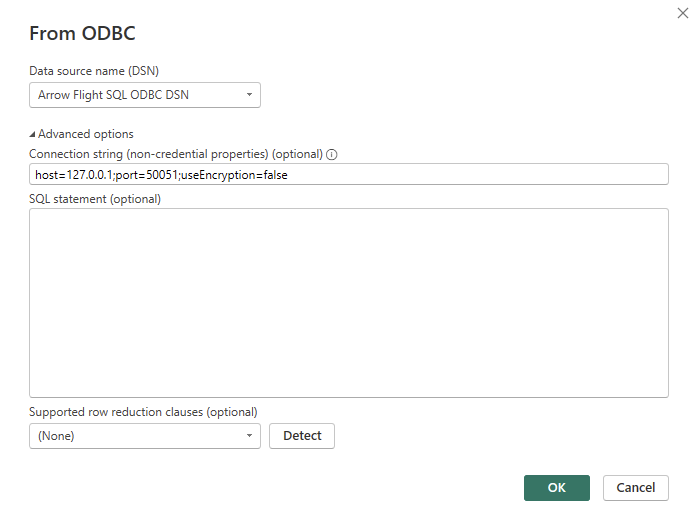 From ODBC
Data source name (DSN)
Arrow Flight SQL ODBC DSN
Advanced options
Connection string (non-credential properties) (optional)
host=127.0.0.1;port=50051;useEncryption=false
SQL statement (optional)
Supported row reduction clauses (optional)
(None)
Detect
OK
Cancel